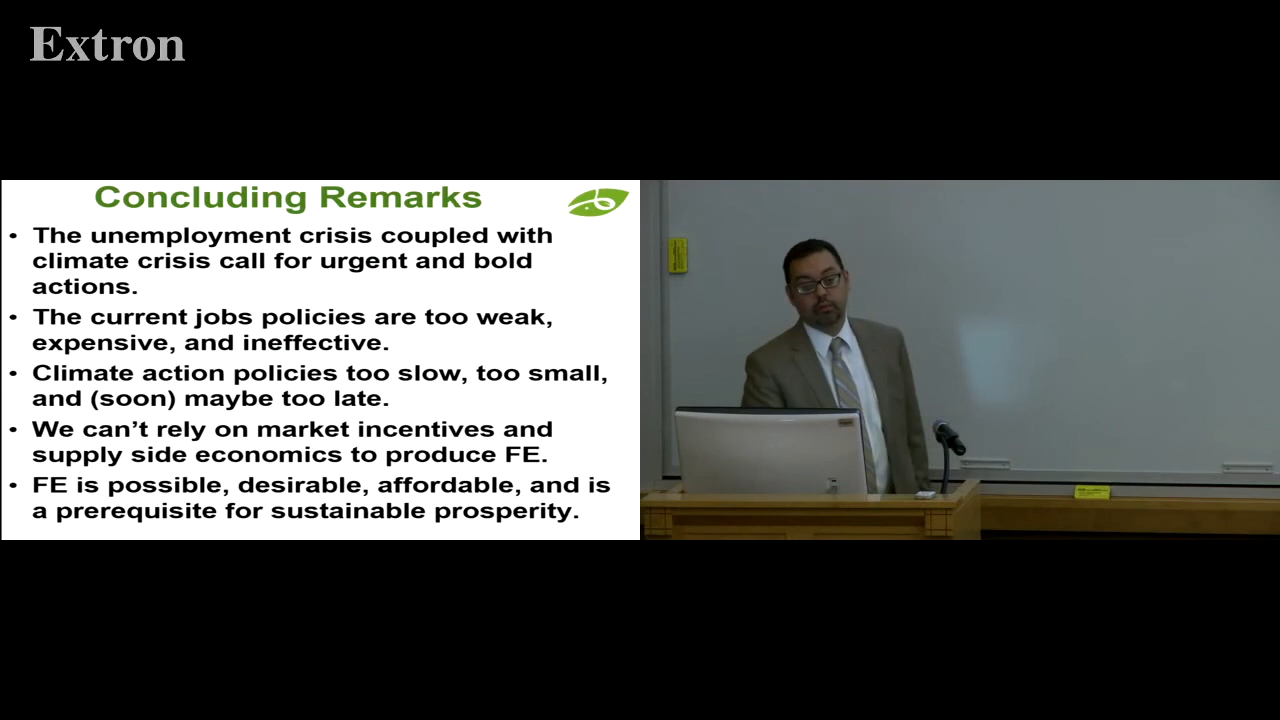 Extron
Concluding Remarks
• The unemployment crisis coupled with
climate crisis call for urgent and bold
actions.
• The current jobs policies are too weak,
expensive, and ineffective.
• Climate action policies too slow, too small,
and (soon) maybe too late.
• We can’t rely on market incentives and
supply side economics to produce FE.
• FE is possible, desirable, affordable, and is
a prerequisite for sustainable prosperity.